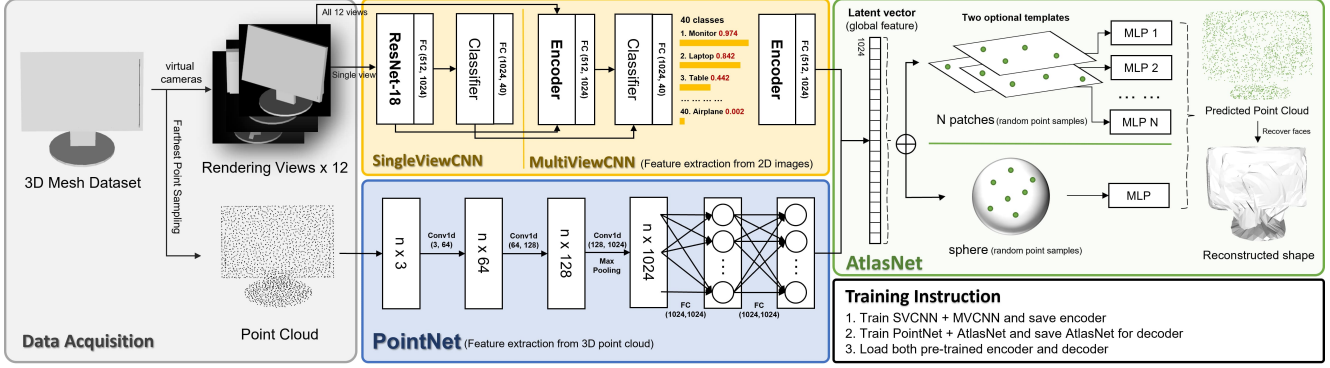 3D Mesh Dataset
virtual
cameras
Farthest Point Sampling
All 12 views
Single view
Rendering Views x 12
Point Cloud
Data Acquisition
ResNet-18
FC (512, 1024)
Classifier
FC (1024, 40)
Encoder
FC (512, 1024)
Classifier
FC (1024, 40)
40 classes
1. Monitor 0.974
2. Laptop 0.842
3. Table 0.442
... ... ... ...
40. Airplane 0.002
Encoder
FC (512, 1024)
SingleViewCNN
MultiViewCNN (Feature extraction from 2D images)
n x 3
Conv1d
(3, 64)
n x 64
Conv1d
(64, 128)
n x 128
Conv1d
(128, 1024)
Max
Pooling
n x 1024
FC
(1024,1024)
FC
(1024,1024)
PointNet (Feature extraction from 3D point cloud)
Latent vector
(global feature)
1024
Two optional templates
N patches (random point samples)
MLP 1
MLP 2
... ...
MLP N
sphere (random point samples)
MLP
Predicted Point Cloud
Recover faces
Reconstructed shape
AtlasNet
Training Instruction
1. Train SVCNN + MVCNN and save encoder
2. Train PointNet + AtlasNet and save AtlasNet for decoder
3. Load both pre-trained encoder and decoder